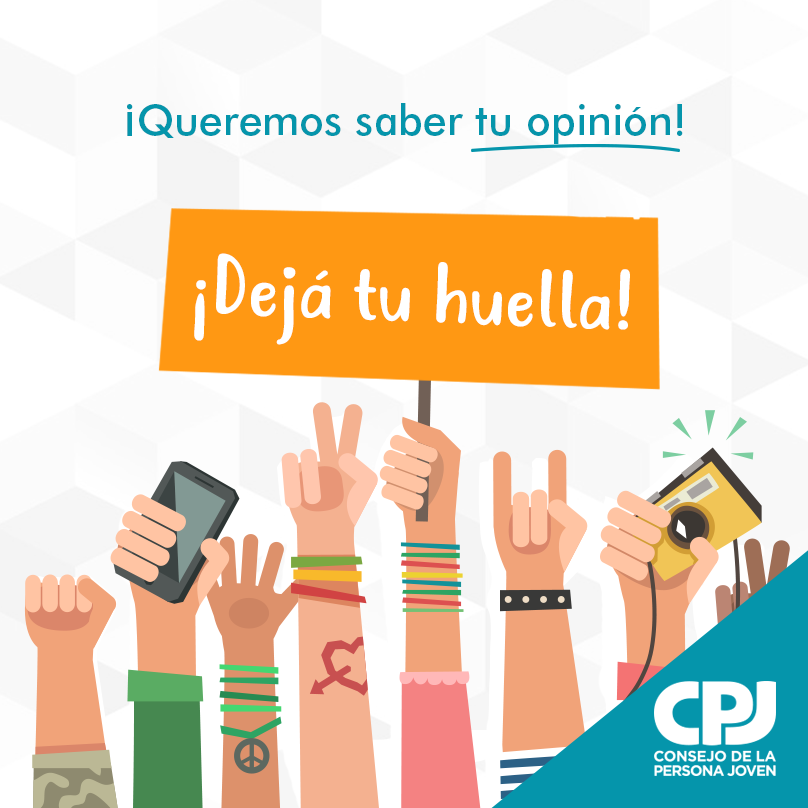 ¡Queremos saber tu opinión!
¡Dejá tu huella!
CPJ
CONSEJO DE LA
PERSONA JOVEN